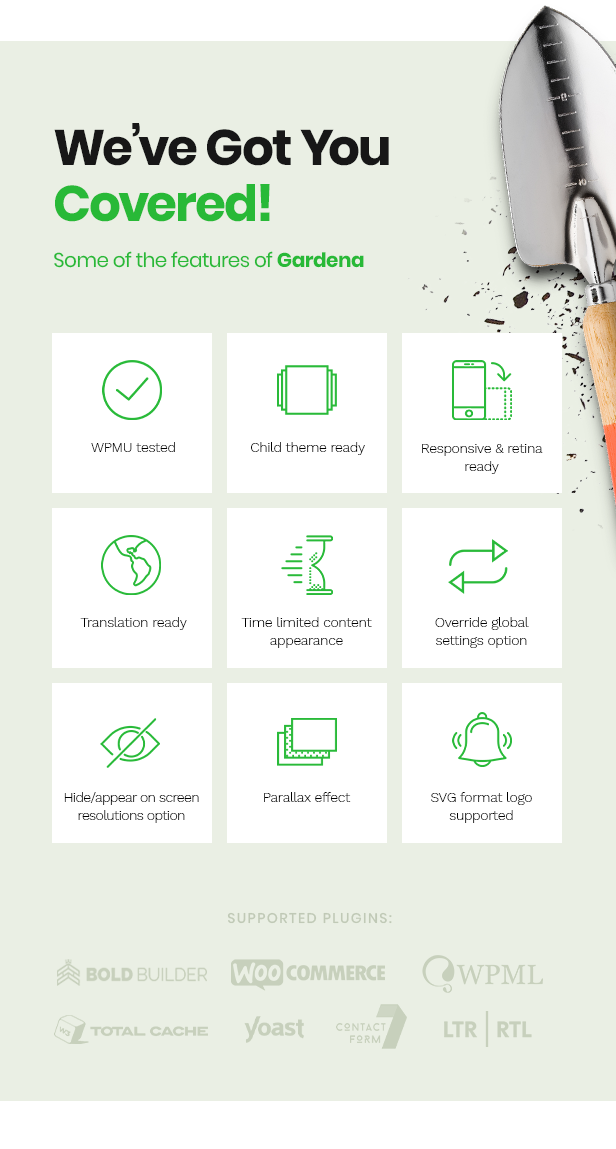 We’ve Got You
Covered!
Some of the features of Gardena
WPMU tested
Child theme ready
Responsive & retina
ready
Translation ready
Time limited content
appearance
Override global
settings option
Hide/appear on screen
resolutions option
Parallax effect
SVG format logo
supported
SUPPORTED PLUGINS:
BOLD BUILDER
WOO COMMERCE
WPML
W3 TOTAL CACHE
yoast
CONTACT
FORM 7
LTR | RTL